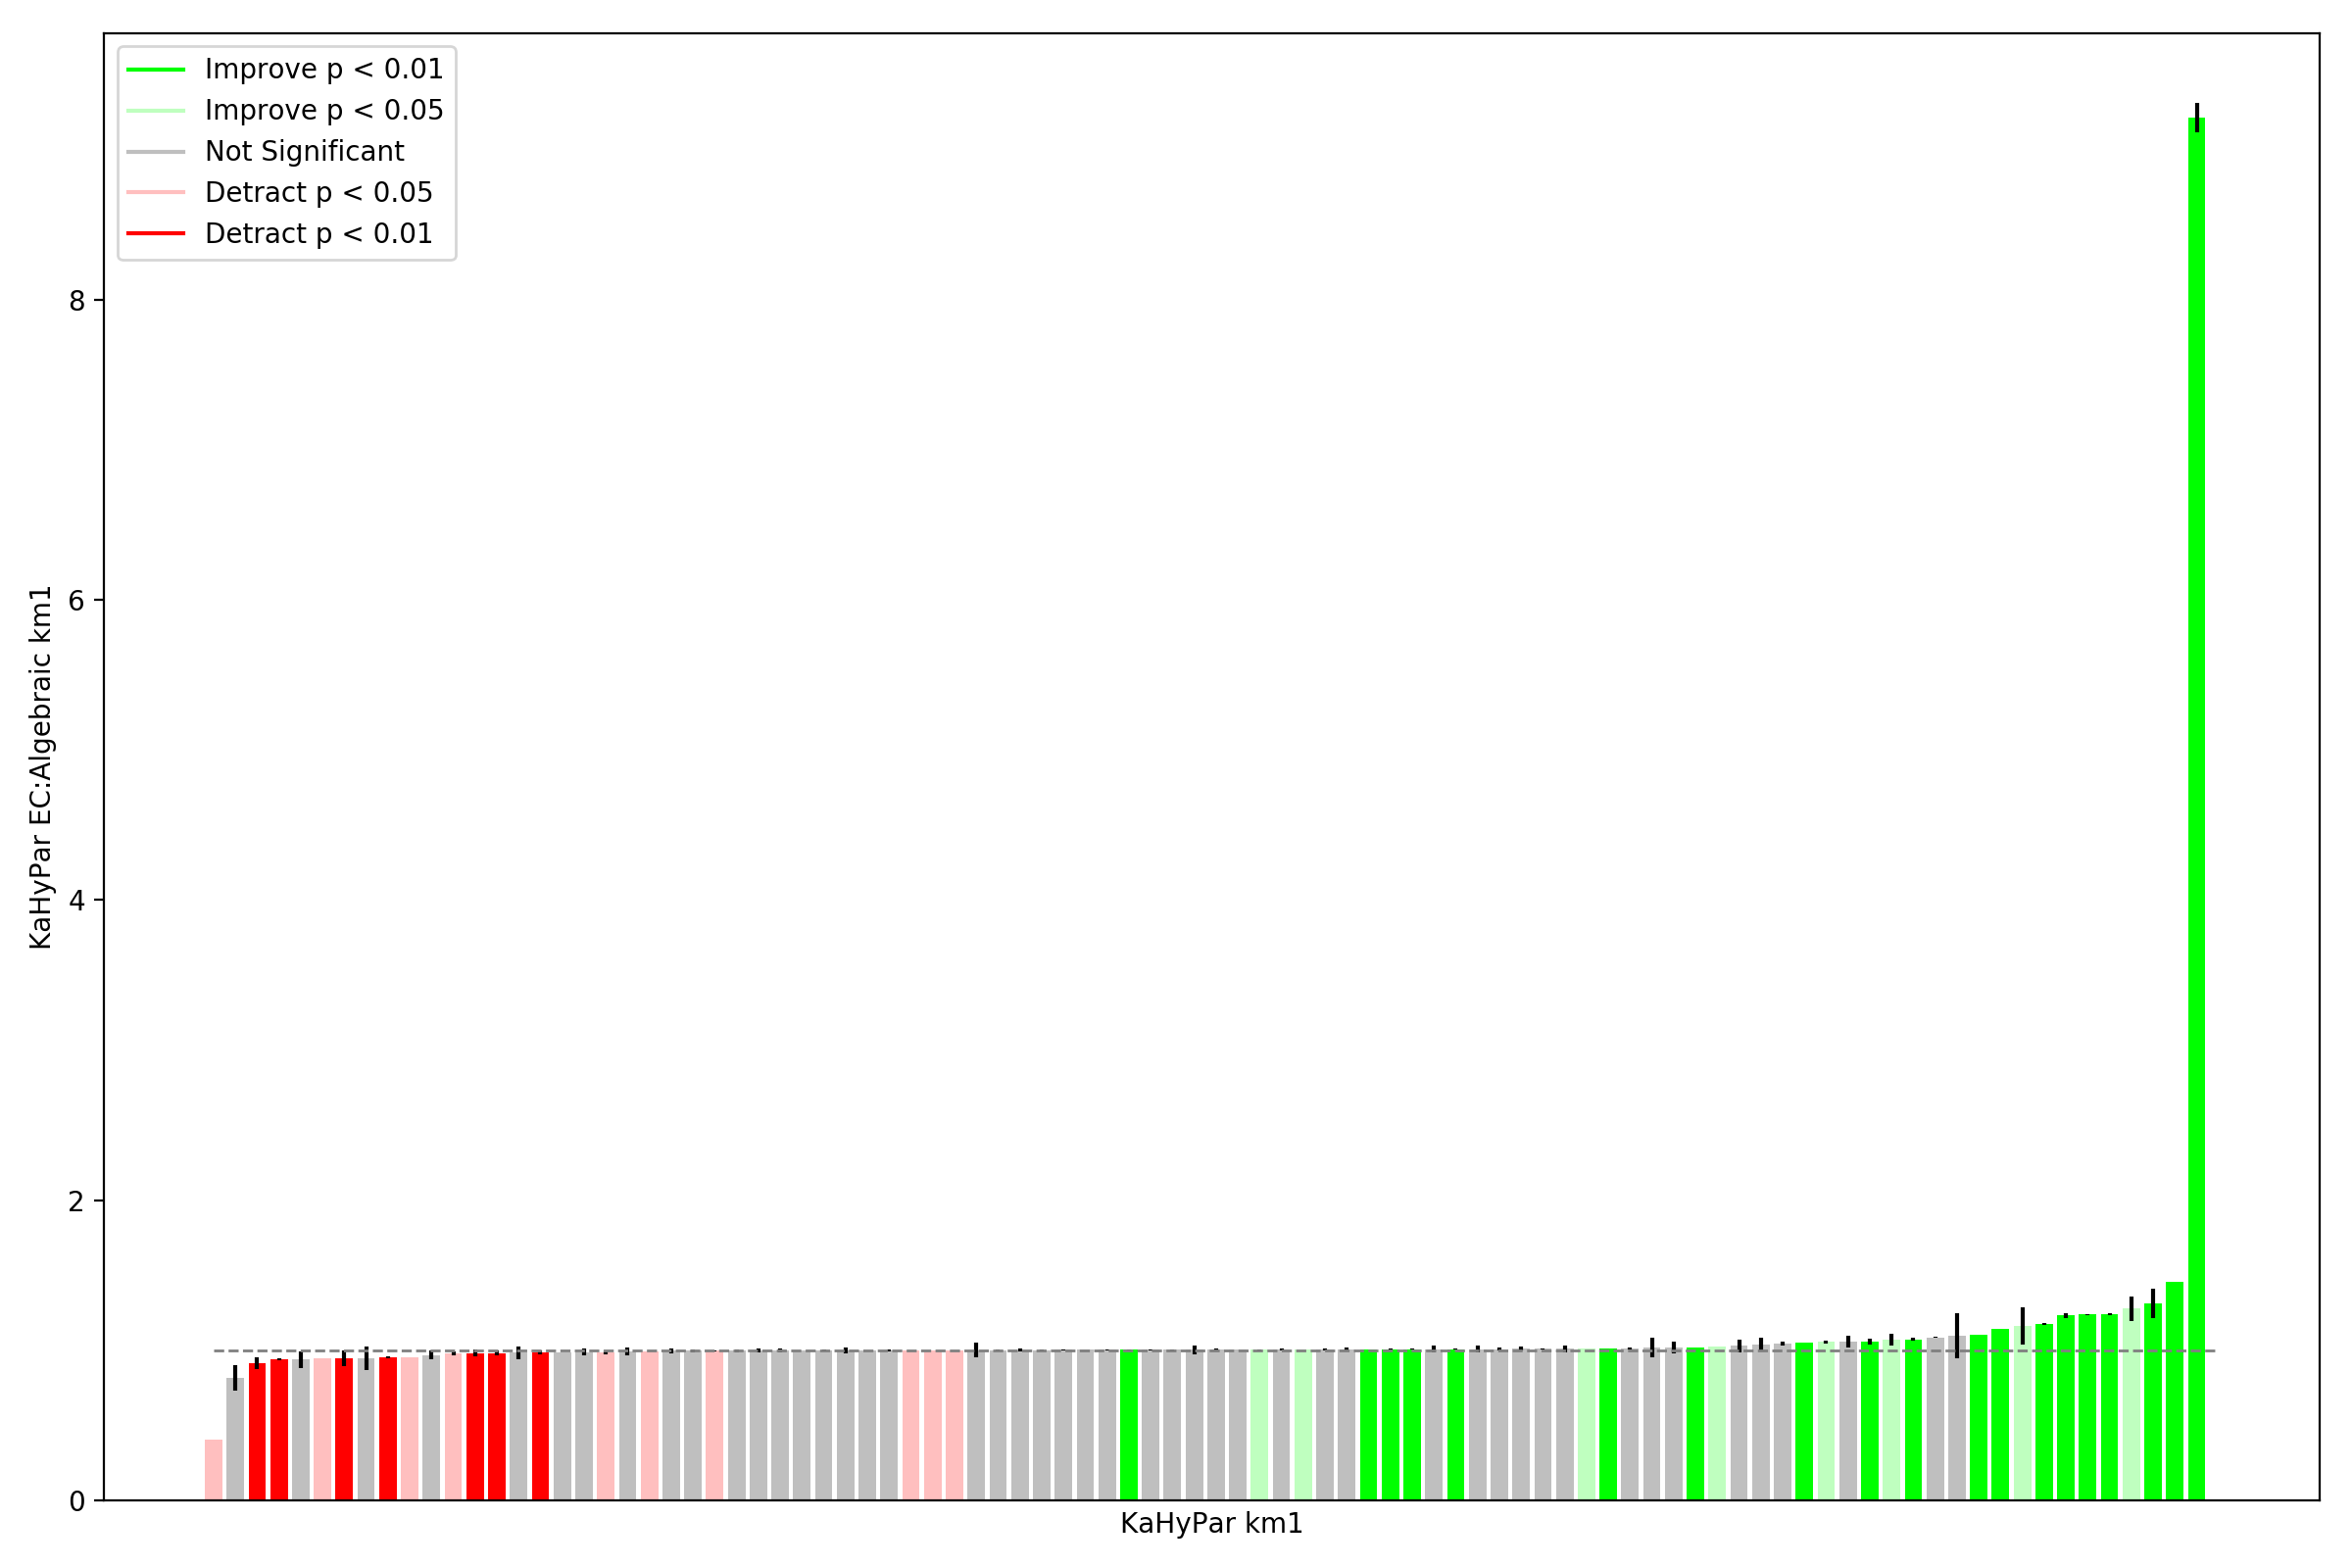 Improve p < 0.01
Improve p < 0.05
Not Significant
Detract p < 0.05
Detract p < 0.01
8
6
4
2
0
KaHyPar EC:Algebraic km1
KaHyPar km1